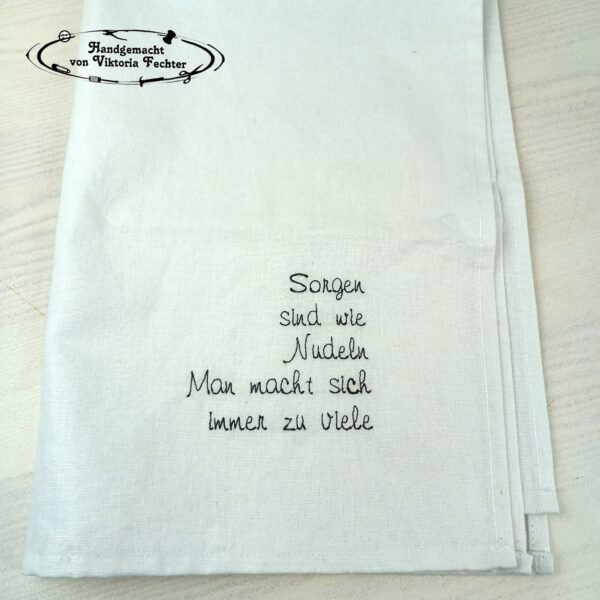 Handgemacht
von Viktoria Fechter
Sorgen
sind wie
Nudeln
Man macht sich
immer zu viele